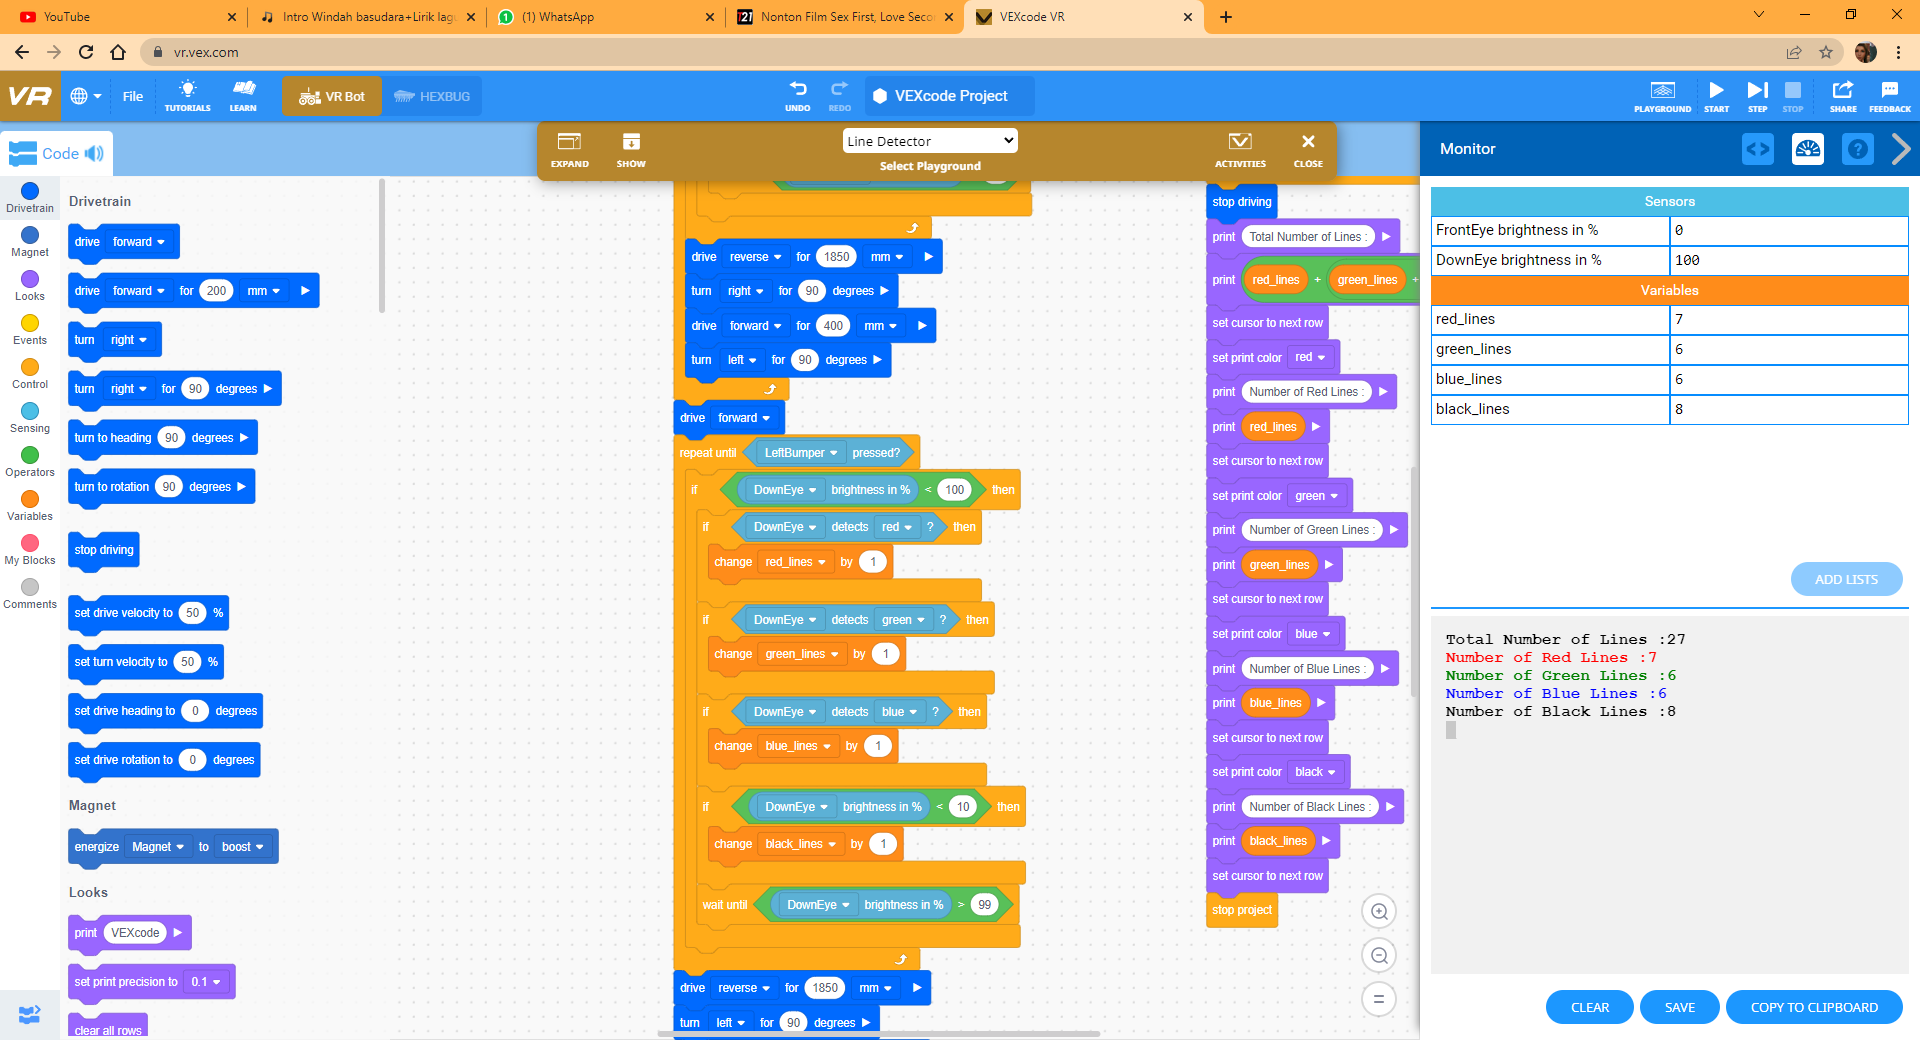 YouTube
Intro Windah basudara+Lirik lagu
(1) WhatsApp
Nonton Film Sex First, Love Seco
VEXcode VR
vr.vex.com
VR
File
TUTORIALS
LEARN
VR Bot
HEXBUG
UNDO
REDO
VEXcode Project
PLAYGROUND
START
STEP
STOP
SHARE
FEEDBACK
Code
EXPAND
SHOW
Line Detector
Select Playground
ACTIVITIES
CLOSE
Monitor
Drivetrain
Magnet
Looks
Events
Control
Sensing
Operators
Variables
My Blocks
Comments
Drivetrain
drive forward
drive forward for 200 mm
turn right
turn right for 90 degrees
turn to heading 90 degrees
turn to rotation 90 degrees
stop driving
set drive velocity to 50 %
set turn velocity to 50 %
set drive heading to 0 degrees
set drive rotation to 0 degrees
Magnet
energize Magnet to boost
Looks
print VEXcode
set print precision to 0.1
clear all rows
drive reverse for 1850 mm
turn right for 90 degrees
drive forward for 400 mm
turn left for 90 degrees
drive forward
repeat until LeftBumper pressed?
if DownEye brightness in % < 100 then
if DownEye detects red ? then
change red_lines by 1
if DownEye detects green ? then
change green_lines by 1
if DownEye detects blue ? then
change blue_lines by 1
if DownEye brightness in % < 10 then
change black_lines by 1
wait until DownEye brightness in % > 99
drive reverse for 1850 mm
turn left for 90 degrees
stop driving
print Total Number of Lines :
print red_lines + green_lines +
set cursor to next row
set print color red
print Number of Red Lines :
print red_lines
set cursor to next row
set print color green
print Number of Green Lines :
print green_lines
set cursor to next row
set print color blue
print Number of Blue Lines :
print blue_lines
set cursor to next row
set print color black
print Number of Black Lines :
print black_lines
set cursor to next row
stop project
Sensors
FrontEye brightness in % 0
DownEye brightness in % 100
Variables
red_lines 7
green_lines 6
blue_lines 6
black_lines 8
ADD LISTS
Total Number of Lines :27
Number of Red Lines :7
Number of Green Lines :6
Number of Blue Lines :6
Number of Black Lines :8
CLEAR
SAVE
COPY TO CLIPBOARD